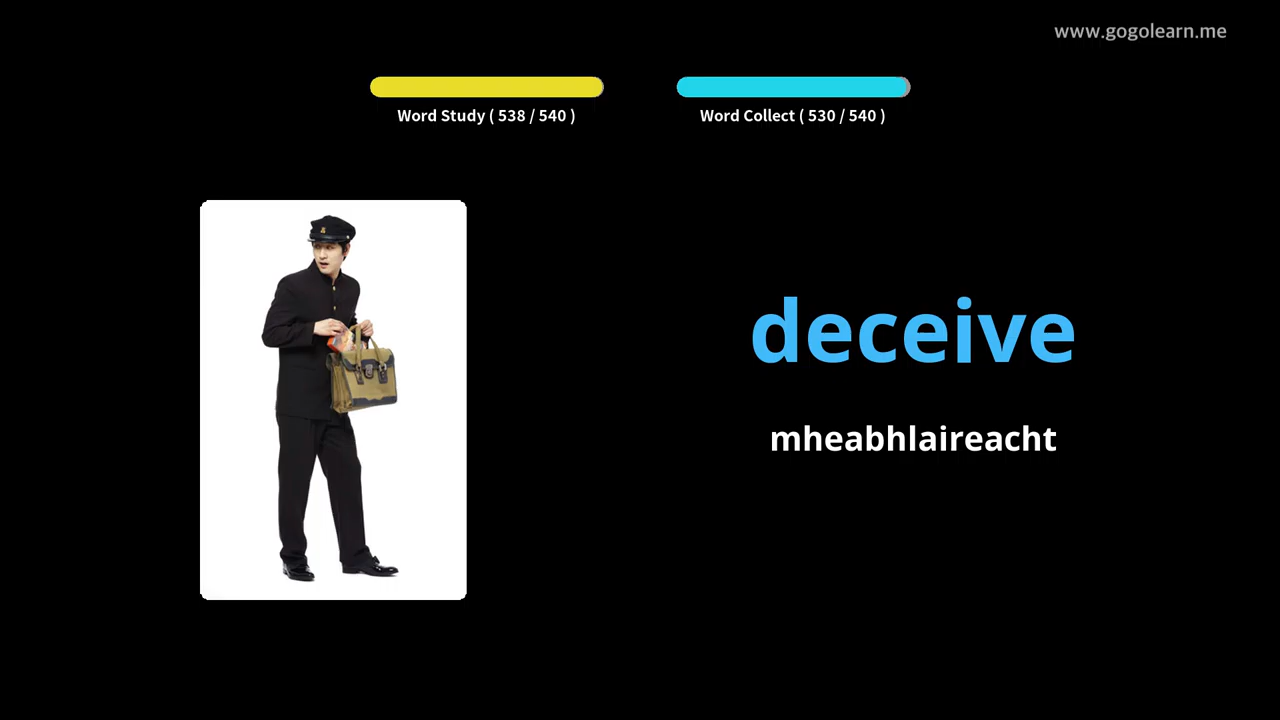 www.gogolearn.me
Word Study ( 538 / 540 )
Word Collect ( 530 / 540 )
deceive
mheabhlaireacht